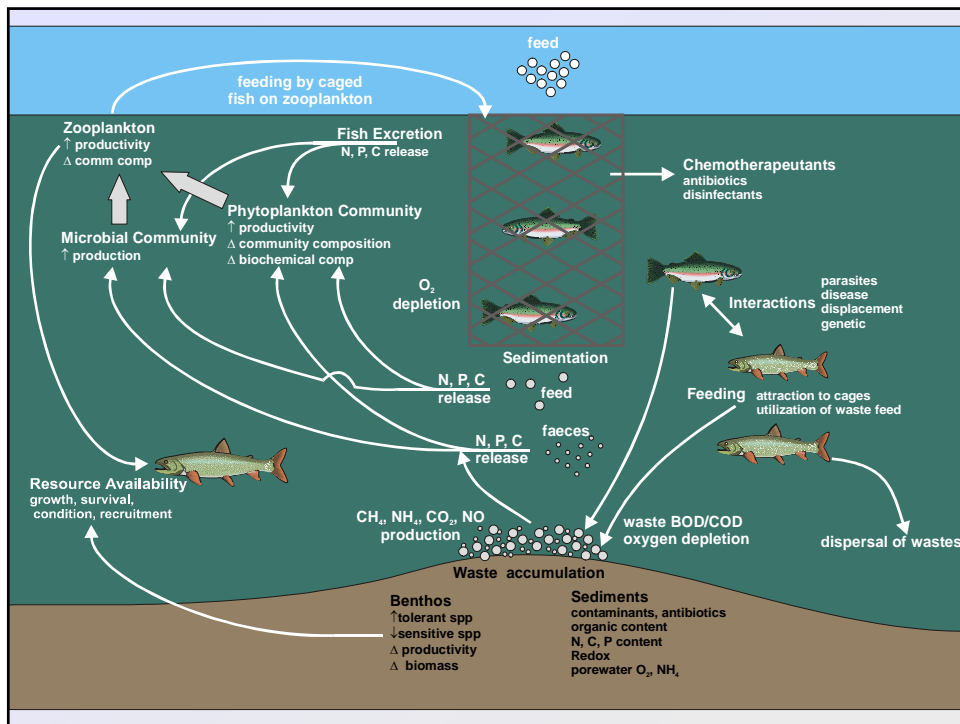 feed
feeding by caged
fish on zooplankton
Zooplankton
↑ productivity
Δ comm comp
Fish Excretion
N, P, C release
Chemotherapeutants
antibiotics
disinfectants
Phytoplankton Community
↑ productivity
Δ community composition
Δ biochemical comp
Microbial Community
↑ production
O₂
depletion
Interactions
parasites
disease
displacement
genetic
Sedimentation
feed
N, P, C
release
Feeding
attraction to cages
utilization of waste feed
faeces
N, P, C
release
Resource Availability
growth, survival,
condition, recruitment
CH₄, NH₄, CO₂, NO
production
waste BOD/COD
oxygen depletion
dispersal of wastes
Waste accumulation
Benthos
↑tolerant spp
↓sensitive spp
Δ productivity
Δ biomass
Sediments
contaminants, antibiotics
organic content
N, C, P content
Redox
porewater O₂, NH₄